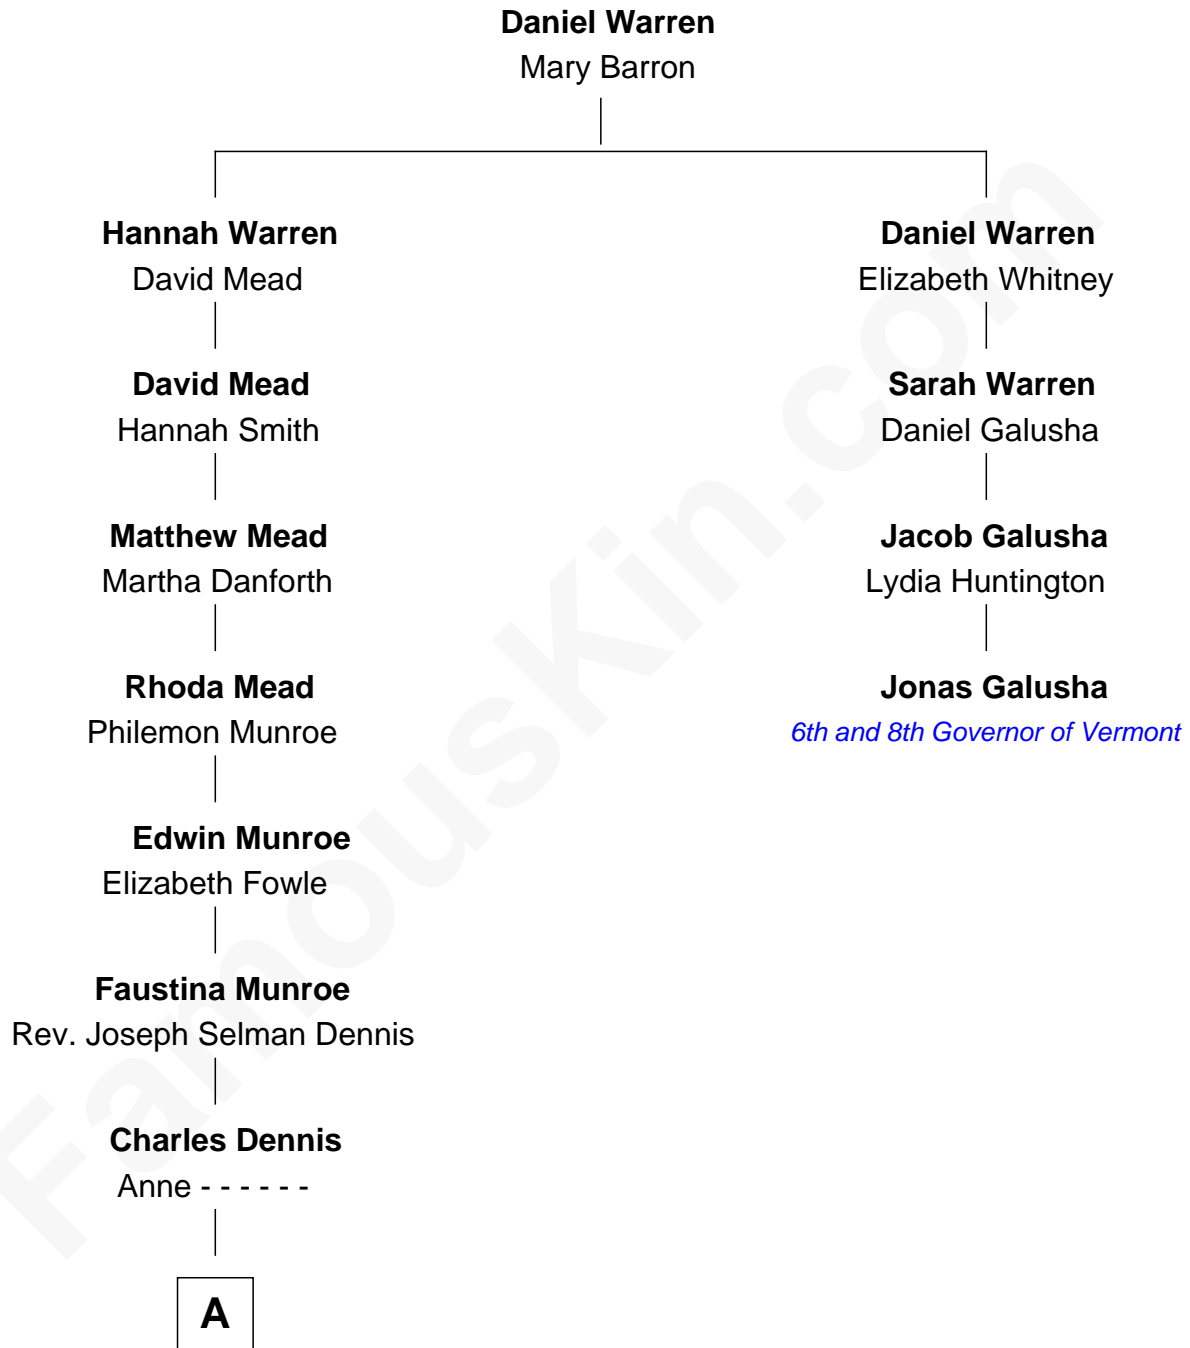 Daniel Warren
Mary Barron
Hannah Warren
David Mead
Daniel Warren
Elizabeth Whitney
David Mead
Hannah Smith
Sarah Warren
Daniel Galusha
Matthew Mead
Martha Danforth
Jacob Galusha
Lydia Huntington
Rhoda Mead
Philemon Munroe
Jonas Galusha
6th and 8th Governor of Vermont
Edwin Munroe
Elizabeth Fowle
Faustina Munroe
Rev. Joseph Selman Dennis
Charles Dennis
Anne - - - - - -
A
FamousKin.com